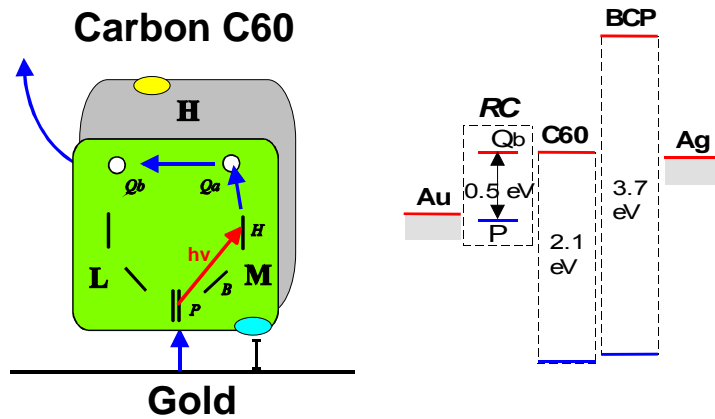 Carbon C60
H
Qb
Qa
H
hv
L
M
B
P
Gold
BCP
RC
Qb
C60
Ag
0.5 eV
Au
3.7
eV
P
2.1
eV